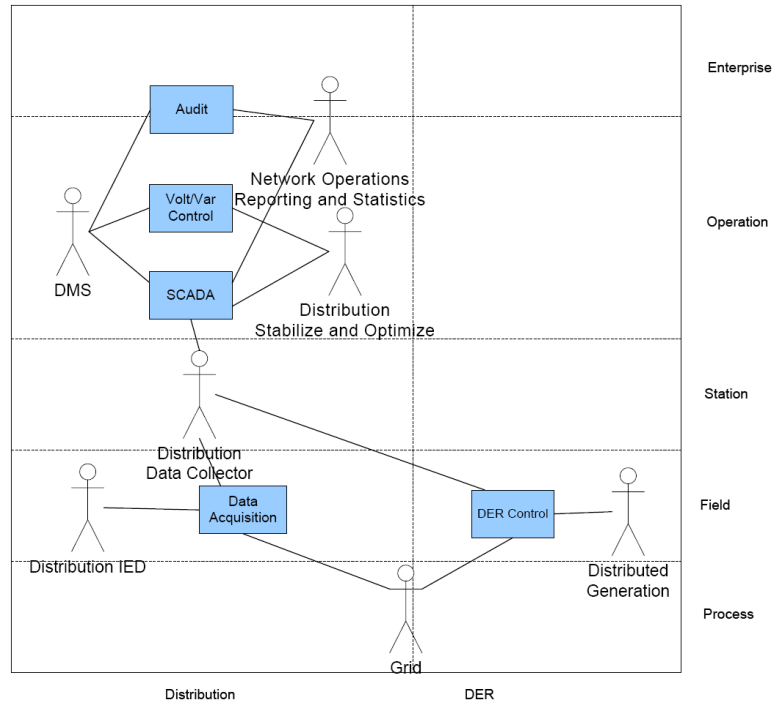 Enterprise
Audit
Network Operations
Reporting and Statistics
Volt/Var
Control
Operation
DMS
SCADA
Distribution
Stabilize and Optimize
Station
Distribution
Data Collector
Data
Acquisition
DER Control
Field
Distribution IED
Distributed
Generation
Process
Grid
Distribution
DER